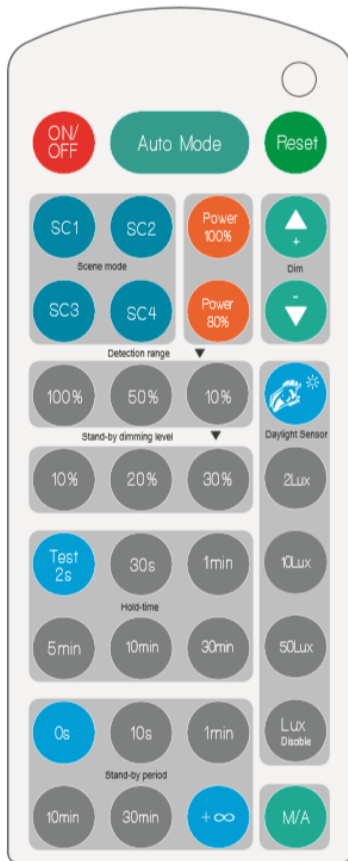 ON/
OFF
Auto Mode
Reset
SC1
SC2
Power
100%
+
Scene mode
Dim
SC3
SC4
Power
80%
-
Detection range
100%
50%
10%
Daylight Sensor
Stand-by dimming level
10%
20%
30%
2Lux
Test
2s
30s
1min
10Lux
Hold-time
5min
10min
30min
50Lux
0s
10s
1min
Lux
Disable
Stand-by period
10min
30min
+∞
M/A